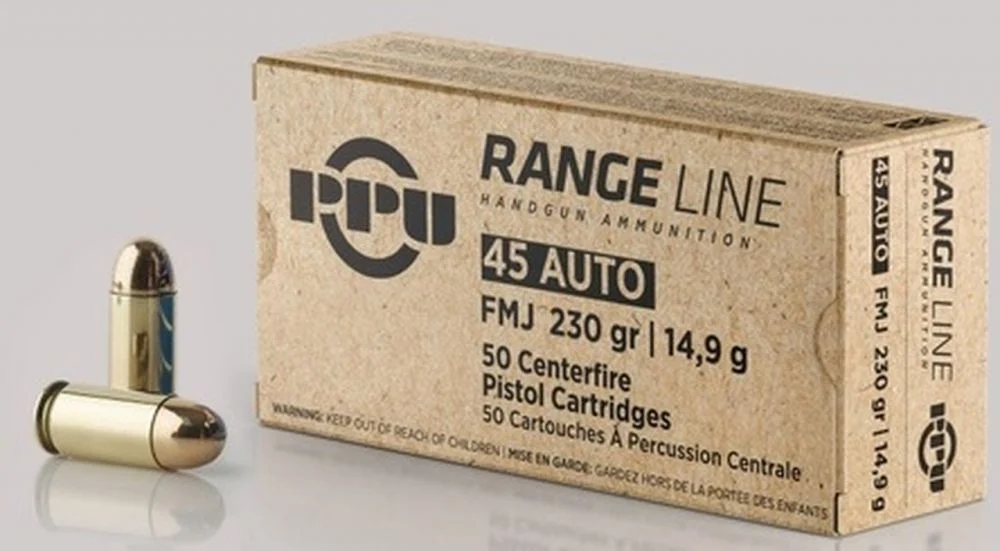 PPU
RANGE LINE
HANDGUN AMMUNITION
45 AUTO
FMJ 230 gr | 14,9 g
50 Centerfire
Pistol Cartridges
50 Cartouches À Percussion Centrale
WARNING: KEEP OUT OF REACH OF CHILDREN | MISE EN GARDE: GARDEZ HORS DE LA PORTEE DES ENFANTS
RANGE LINE
HANDGUN AMMUNITION
45 AUTO FMJ 230 gr | 14,9 g
PPU